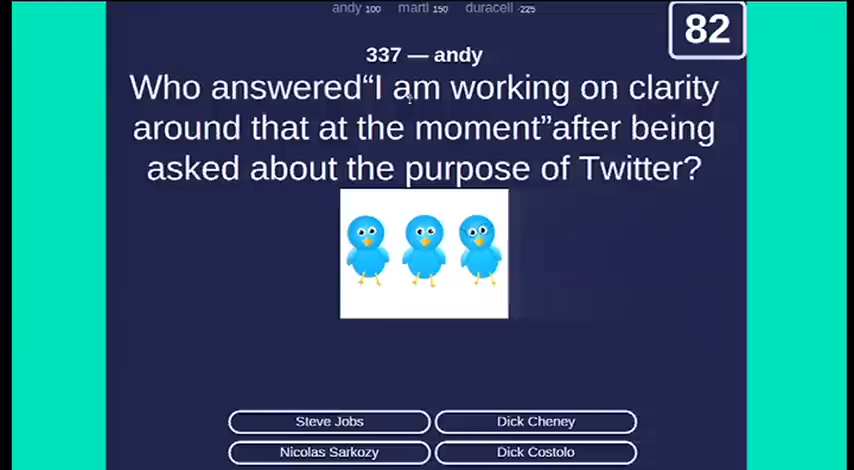 andy 100 marti 150 duracell -225
82
337 — andy
Who answered“I am working on clarity
around that at the moment”after being
asked about the purpose of Twitter?
Steve Jobs
Dick Cheney
Nicolas Sarkozy
Dick Costolo